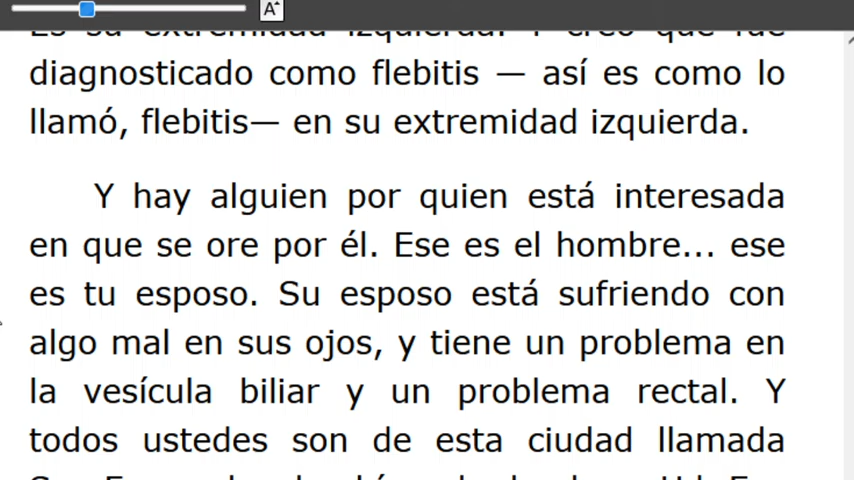 A
diagnosticado como flebitis — así es como lo
llamó, flebitis— en su extremidad izquierda.
Y hay alguien por quien está interesada
en que se ore por él. Ese es el hombre... ese
es tu esposo. Su esposo está sufriendo con
algo mal en sus ojos, y tiene un problema en
la vesícula biliar y un problema rectal. Y
todos ustedes son de esta ciudad llamada